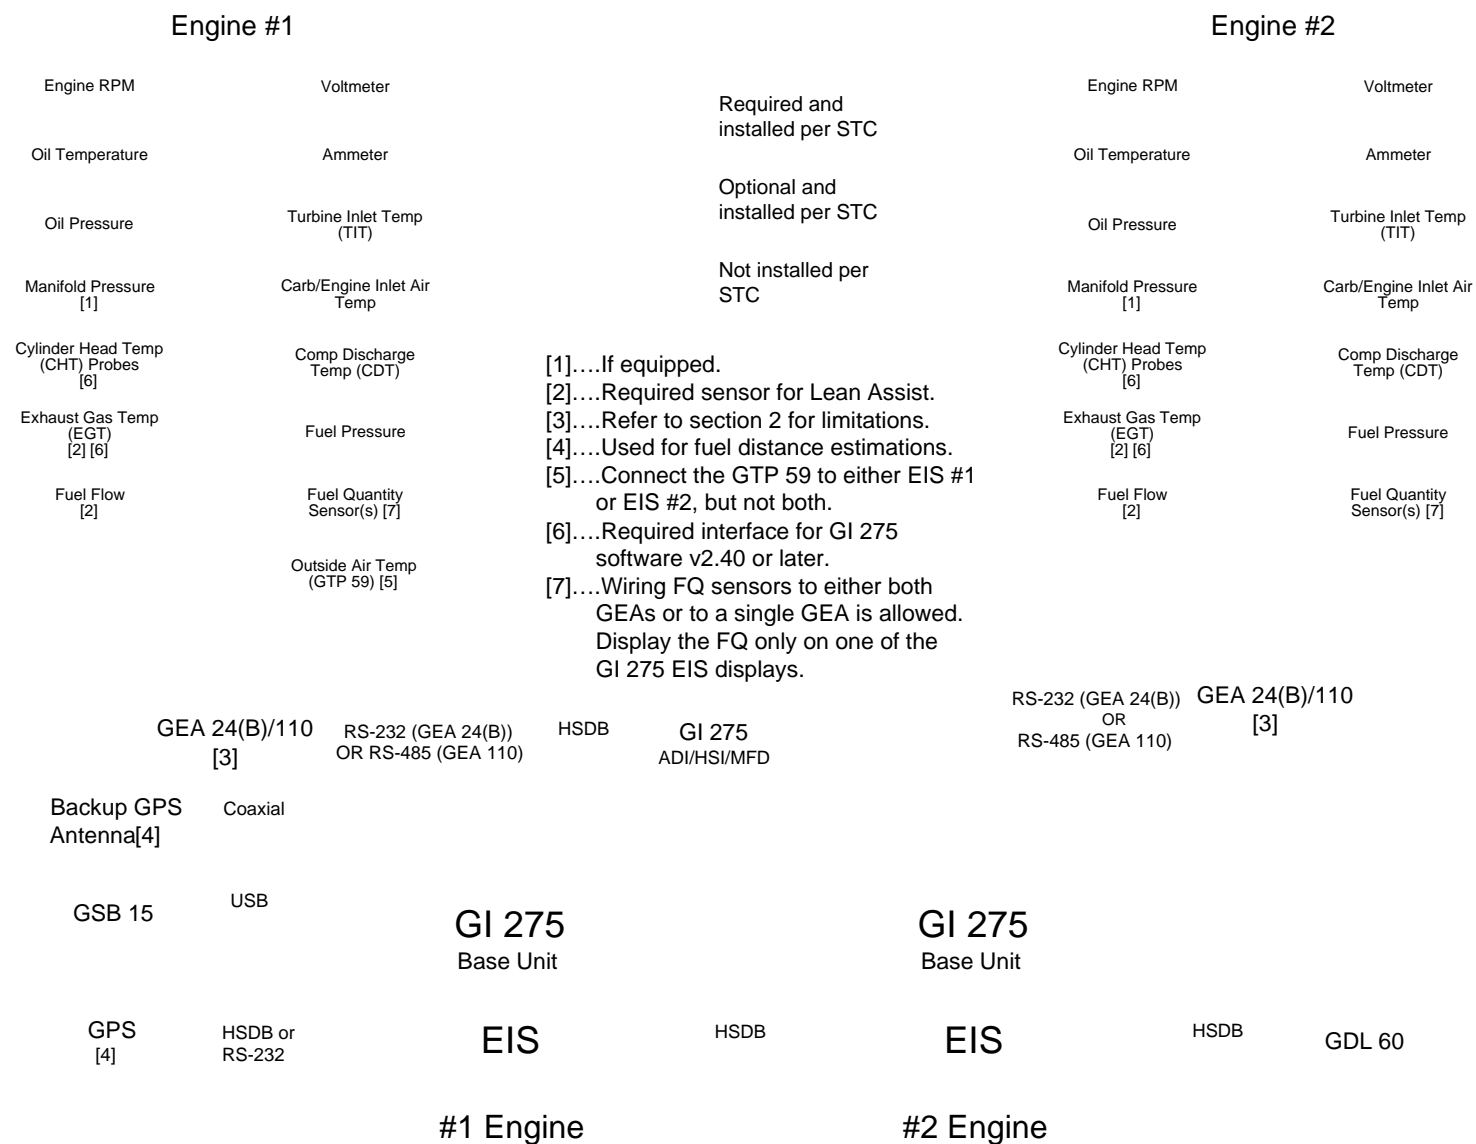 Engine #1
Engine #2
Engine RPM
Voltmeter
Oil Temperature
Ammeter
Oil Pressure
Turbine Inlet Temp
(TIT)
Manifold Pressure
[1]
Carb/Engine Inlet Air
Temp
Cylinder Head Temp
(CHT) Probes
[6]
Comp Discharge
Temp (CDT)
Exhaust Gas Temp
(EGT)
[2] [6]
Fuel Pressure
Fuel Flow
[2]
Fuel Quantity
Sensor(s) [7]
Outside Air Temp
(GTP 59) [5]
Required and
installed per STC
Optional and
installed per STC
Not installed per
STC
[1]….If equipped.
[2]….Required sensor for Lean Assist.
[3]….Refer to section 2 for limitations.
[4]….Used for fuel distance estimations.
[5]….Connect the GTP 59 to either EIS #1
or EIS #2, but not both.
[6]….Required interface for GI 275
software v2.40 or later.
[7]….Wiring FQ sensors to either both
GEAs or to a single GEA is allowed.
Display the FQ only on one of the
GI 275 EIS displays.
Engine RPM
Voltmeter
Oil Temperature
Ammeter
Oil Pressure
Turbine Inlet Temp
(TIT)
Manifold Pressure
[1]
Carb/Engine Inlet Air
Temp
Cylinder Head Temp
(CHT) Probes
[6]
Comp Discharge
Temp (CDT)
Exhaust Gas Temp
(EGT)
[2] [6]
Fuel Pressure
Fuel Flow
[2]
Fuel Quantity
Sensor(s) [7]
GEA 24(B)/110
[3]
RS-232 (GEA 24(B))
OR RS-485 (GEA 110)
HSDB
GI 275
ADI/HSI/MFD
RS-232 (GEA 24(B))
OR
RS-485 (GEA 110)
GEA 24(B)/110
[3]
Backup GPS
Antenna[4]
Coaxial
GSB 15
USB
GI 275
Base Unit
GI 275
Base Unit
GPS
[4]
HSDB or
RS-232
EIS
HSDB
EIS
HSDB
GDL 60
#1 Engine
#2 Engine